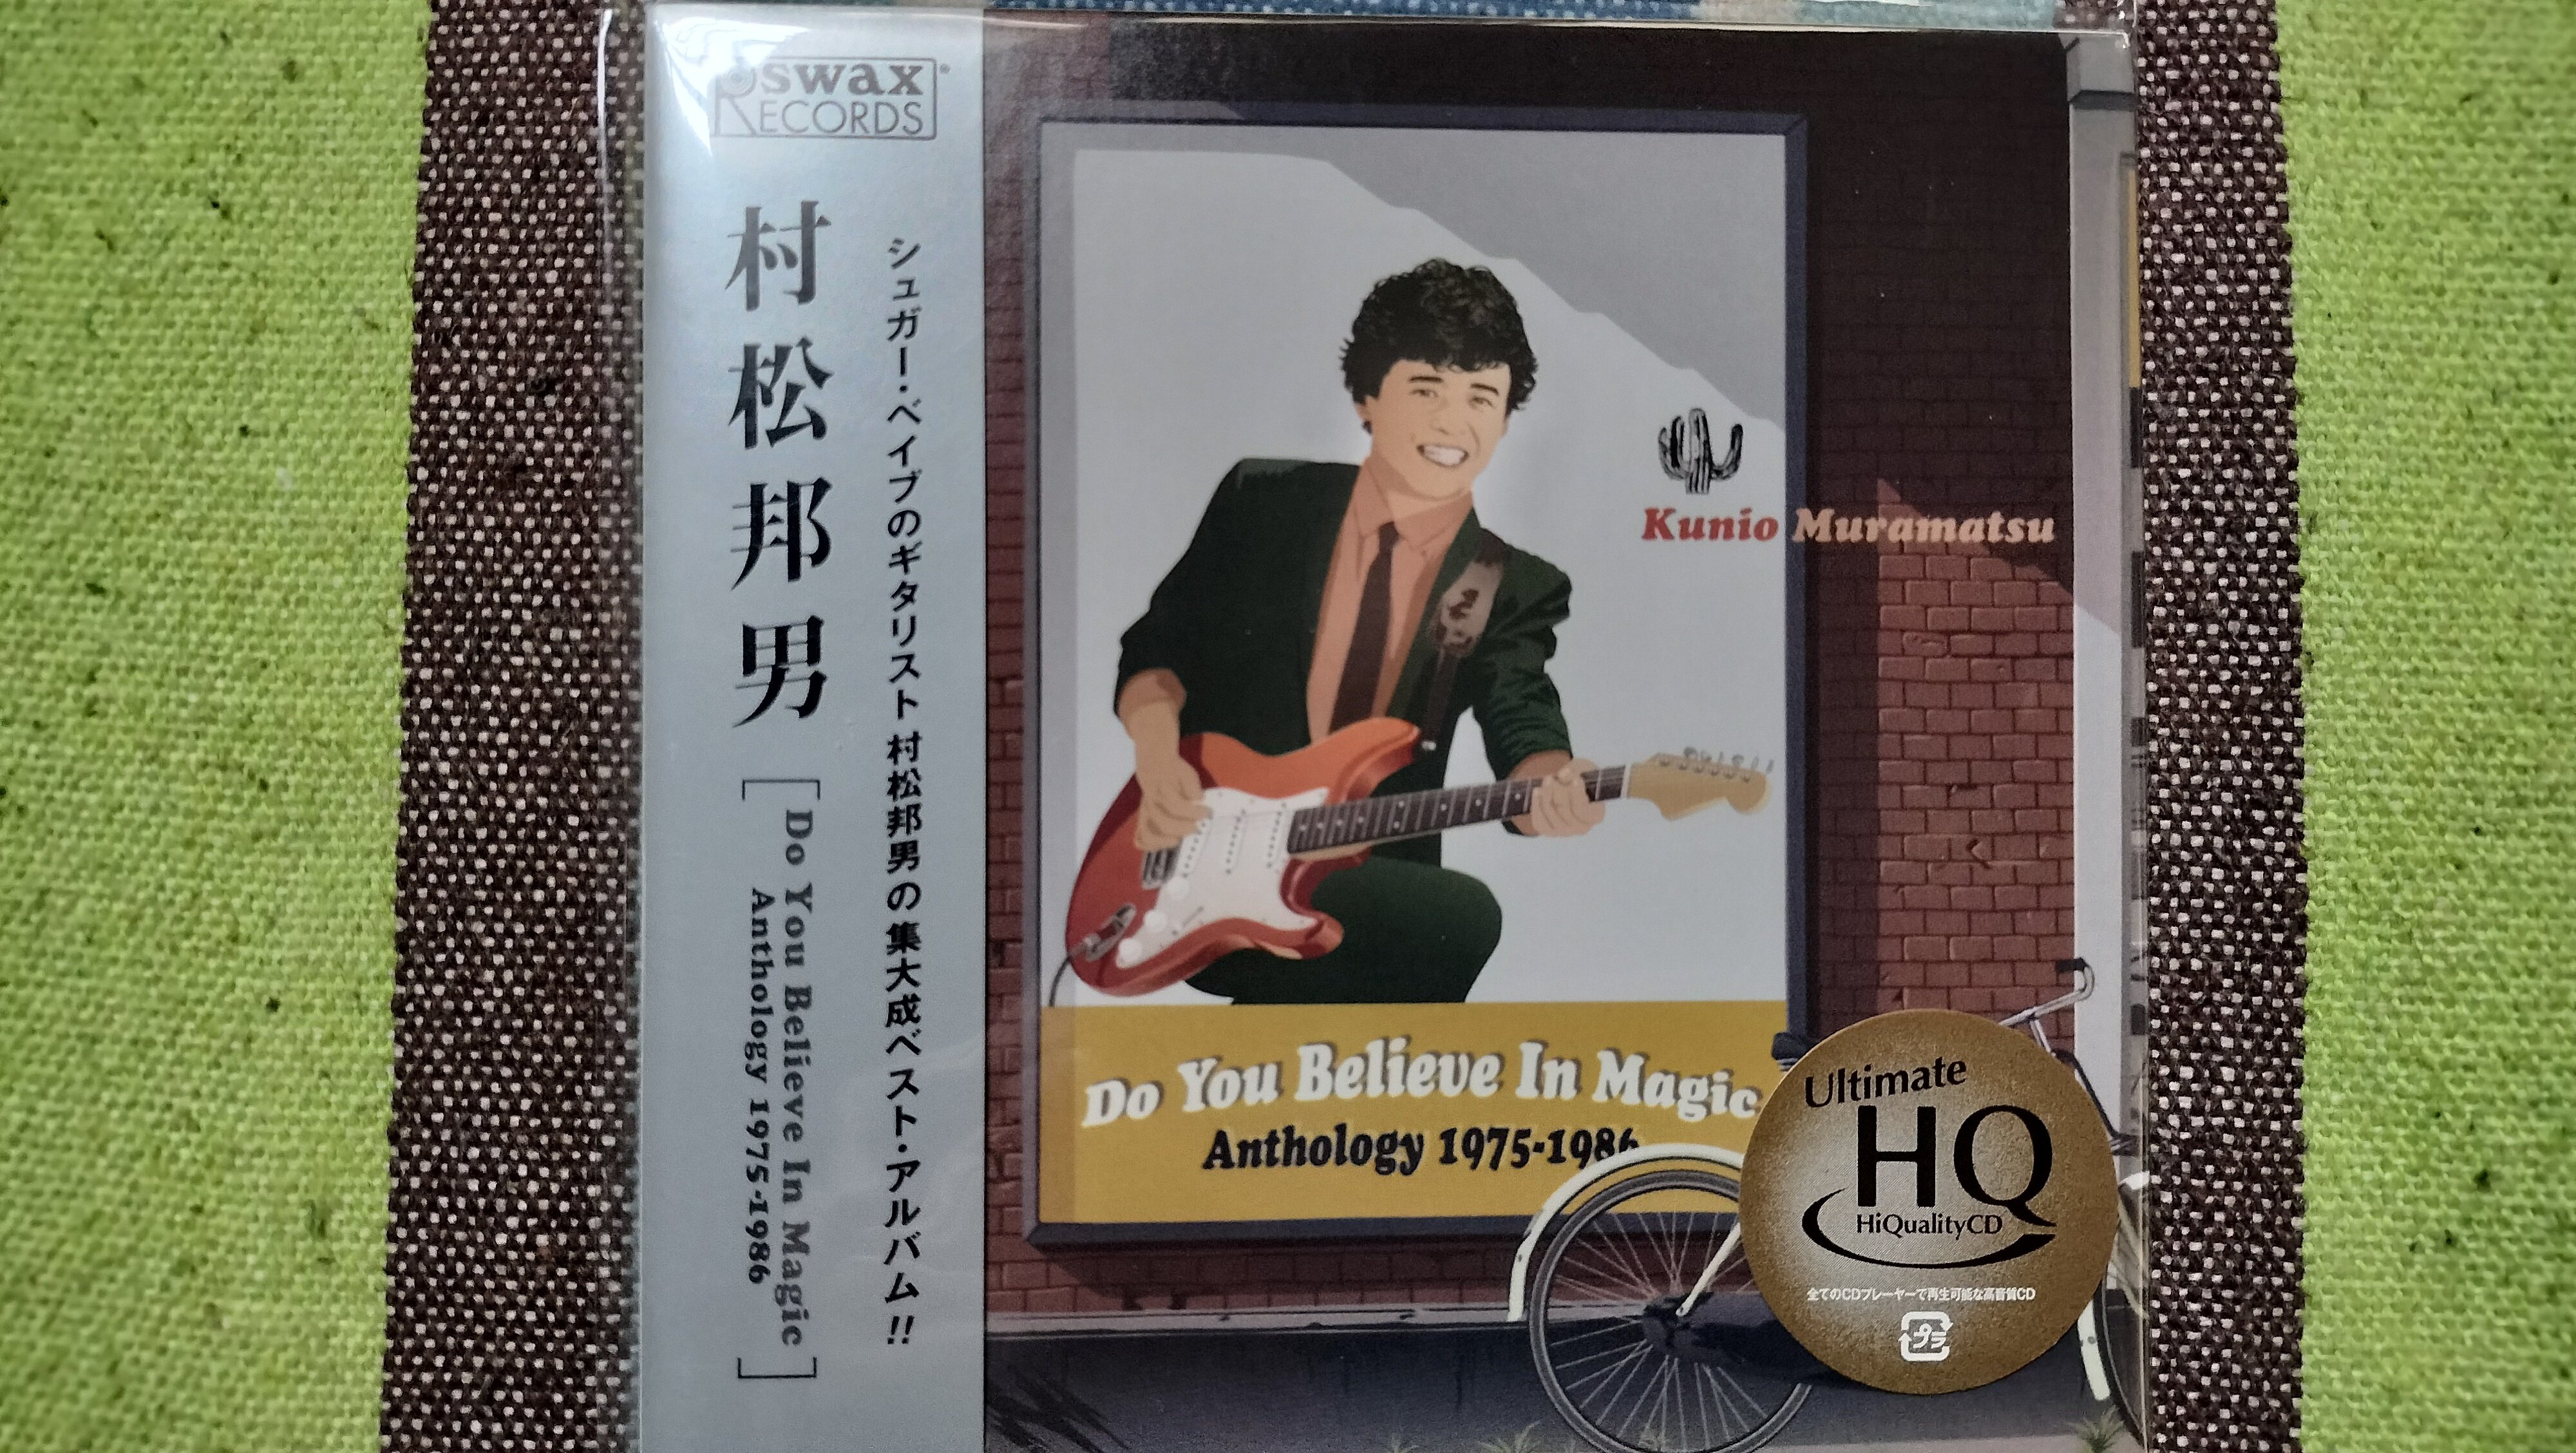 swax
RECORDS
シュガー・ベイブのギタリスト 村松邦男の集大成ベスト・アルバム!!
村松邦男
[Do You Believe In Magic
Anthology 1975-1986]
Kunio Muramatsu
Do You Believe In Magic
Anthology 1975-1986
Ultimate
HQ
HiQualityCD
全てのCDプレーヤーで再生可能な高音質CD
プラ